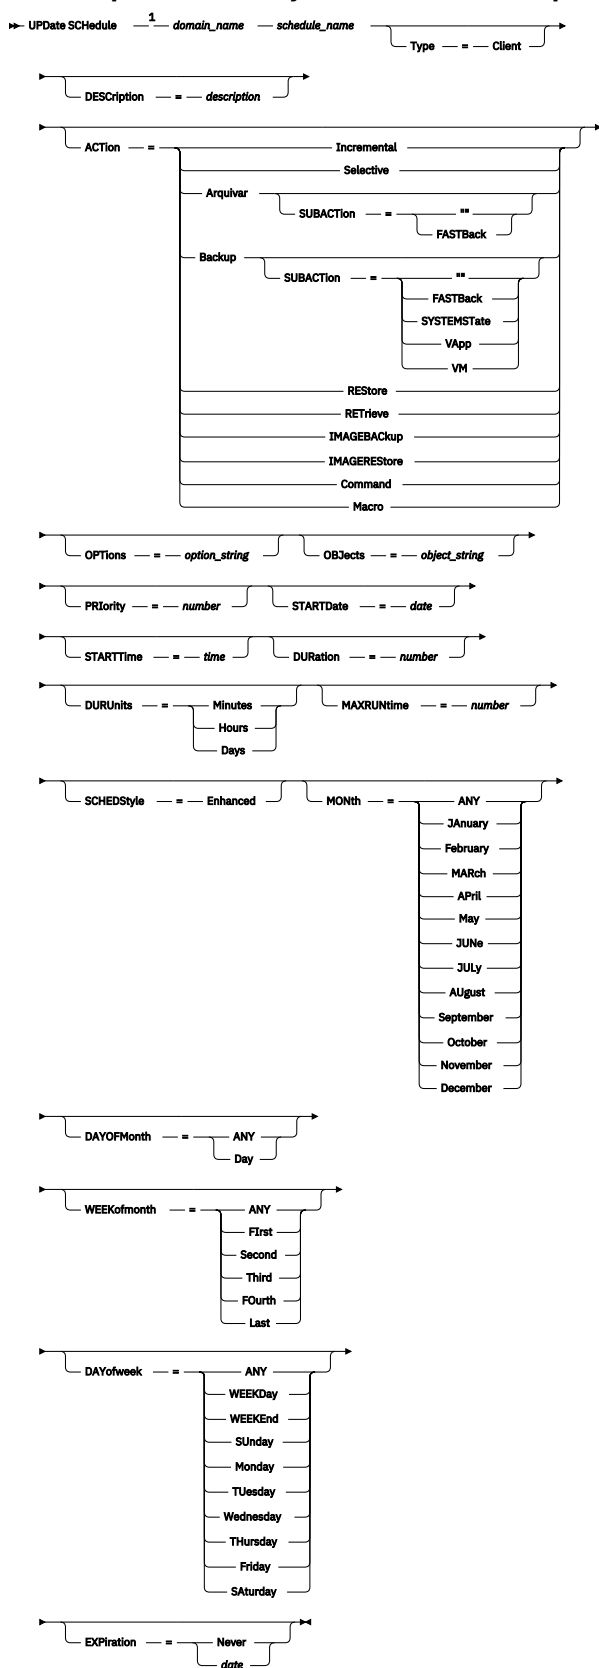 1
UPDate SCHedule domain_name schedule_name
Type = Client
DESCription = description
ACTion = Incremental
Selective
Arquivar
SUBACTion = ""
FASTBack
Backup
SUBACTion = ""
FASTBack
SYSTEMSTate
VApp
VM
REStore
RETrieve
IMAGEBACkup
IMAGEREStore
Command
Macro
OPTions = option_string OBJects = object_string
PRIority = number STARTDate = date
STARTTime = time DURation = number
DURUnits = Minutes MAXRUNtime = number
Hours
Days
SCHEDStyle = Enhanced MONth = ANY
JAnuary
February
MARch
APril
May
JUNe
JULy
AUgust
September
October
November
December
DAYOFMonth = ANY
Day
WEEKofmonth = ANY
FIrst
Second
Third
FOurth
Last
DAYofweek = ANY
WEEKDay
WEEKEnd
SUnday
Monday
TUesday
Wednesday
THursday
Friday
SAturday
EXPiration = Never
date